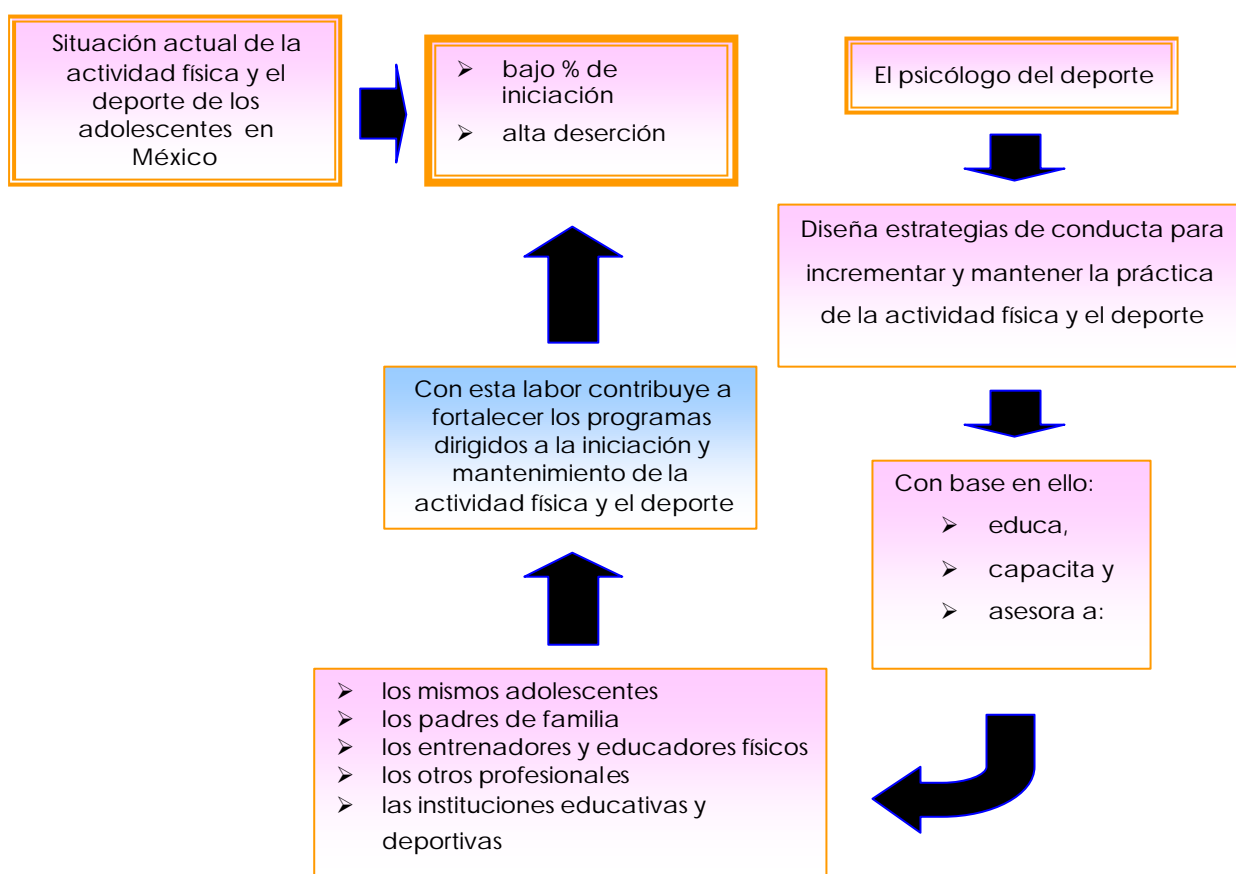 Situación actual de la
actividad física y el
deporte de los
adolescentes en
México
➢ bajo % de
iniciación
➢ alta deserción
El psicólogo del deporte
Diseña estrategias de conducta para
incrementar y mantener la práctica
de la actividad física y el deporte
Con base en ello:
➢ educa,
➢ capacita y
➢ asesora a:
➢ los mismos adolescentes
➢ los padres de familia
➢ los entrenadores y educadores físicos
➢ los otros profesionales
➢ las instituciones educativas y
deportivas
Con esta labor contribuye a
fortalecer los programas
dirigidos a la iniciación y
mantenimiento de la
actividad física y el deporte